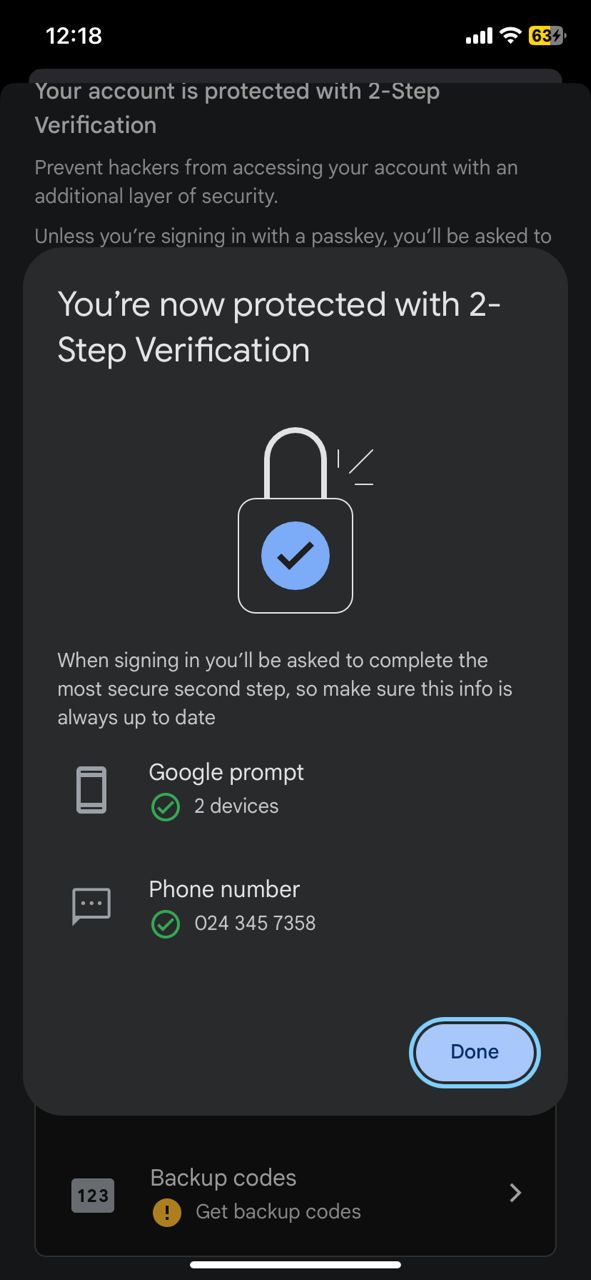 12:18
63
Your account is protected with 2-Step
Verification
Prevent hackers from accessing your account with an
additional layer of security.
Unless you’re signing in with a passkey, you’ll be asked to
You’re now protected with 2-
Step Verification
When signing in you’ll be asked to complete the
most secure second step, so make sure this info is
always up to date
Google prompt
2 devices
Phone number
024 345 7358
Done
Backup codes
123
Get backup codes